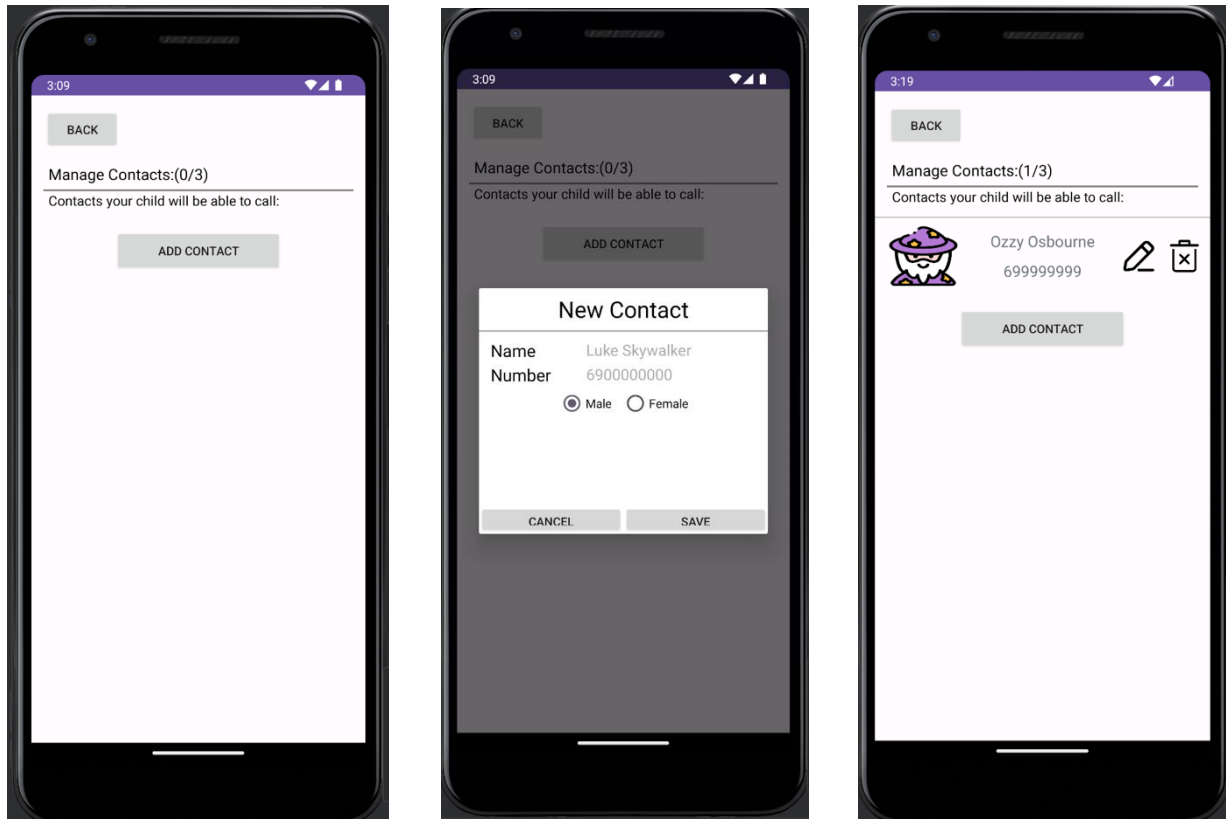 3:09
BACK
Manage Contacts:(0/3)
Contacts your child will be able to call:
ADD CONTACT
3:09
BACK
Manage Contacts:(0/3)
Contacts your child will be able to call:
ADD CONTACT
New Contact
Name Luke Skywalker
Number 6900000000
Male Female
CANCEL SAVE
3:19
BACK
Manage Contacts:(1/3)
Contacts your child will be able to call:
Ozzy Osbourne
699999999
ADD CONTACT